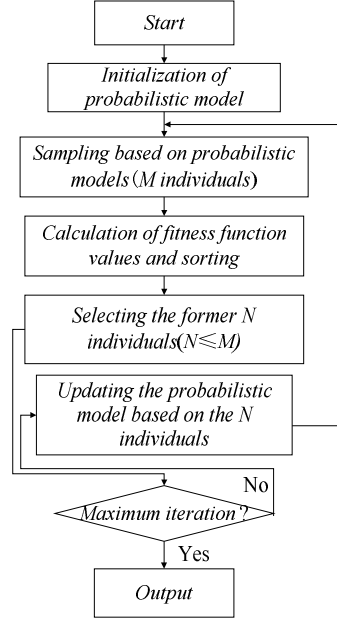 Start
Initialization of
probabilistic model
Sampling based on probabilistic
models(M individuals)
Calculation of fitness function
values and sorting
Selecting the former N
individuals(N≤M)
Updating the probabilistic
model based on the N
individuals
No
Maximum iteration?
Yes
Output